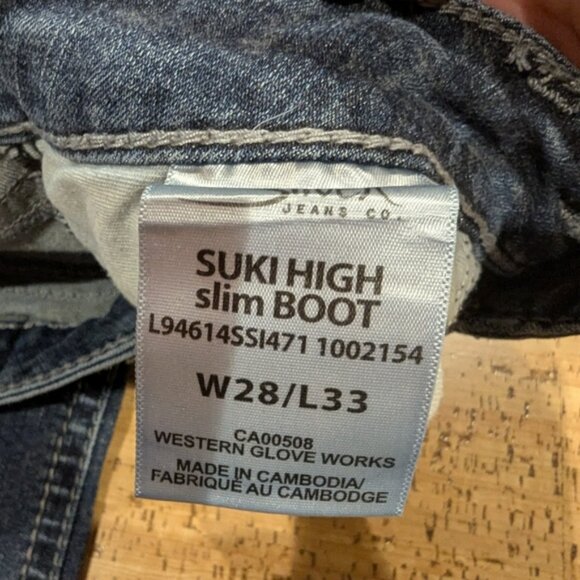 JEANS CO.
SUKI HIGH
slim BOOT
L94614SSI471 1002154
W28/L33
CA00508
WESTERN GLOVE WORKS
MADE IN CAMBODIA/
FABRIQUE AU CAMBODGE